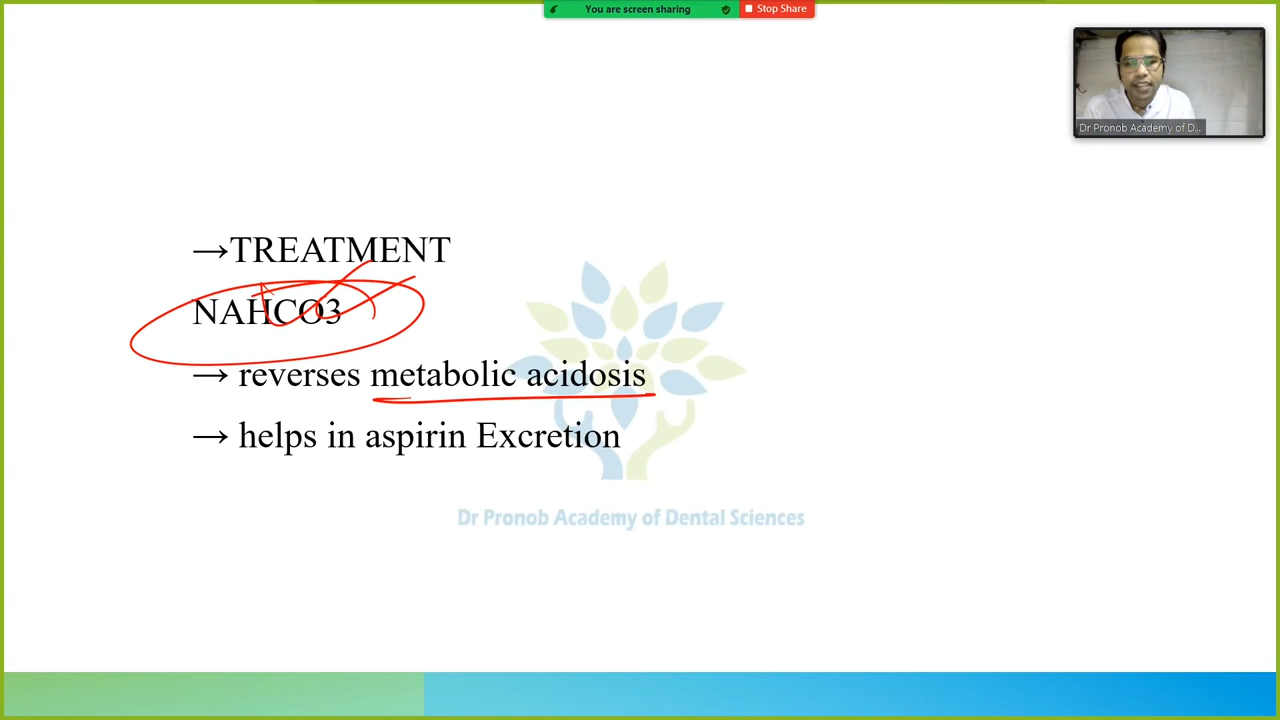 You are screen sharing
Stop Share
Dr Pronob Academy of D...
→TREATMENT
NAHCO3
→ reverses metabolic acidosis
→ helps in aspirin Excretion
Dr Pronob Academy of Dental Sciences